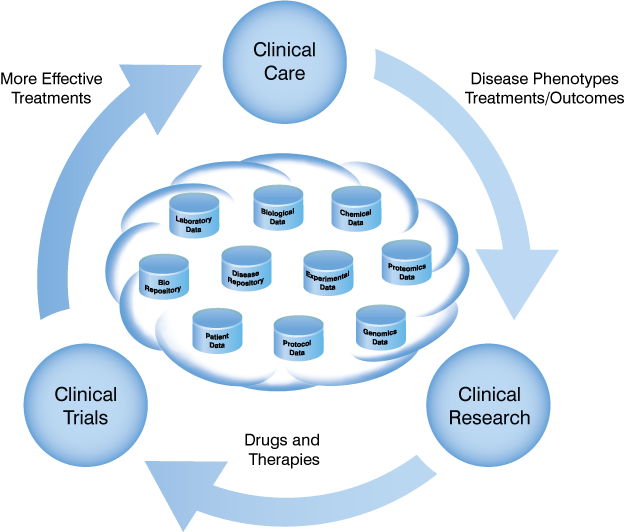 Clinical
Care
More Effective
Treatments
Disease Phenotypes
Treatments/Outcomes
Laboratory
Data
Biological
Data
Chemical
Data
Bio
Repository
Disease
Repository
Experimental
Data
Proteomics
Data
Patient
Data
Protocol
Data
Genomics
Data
Clinical
Trials
Clinical
Research
Drugs and
Therapies